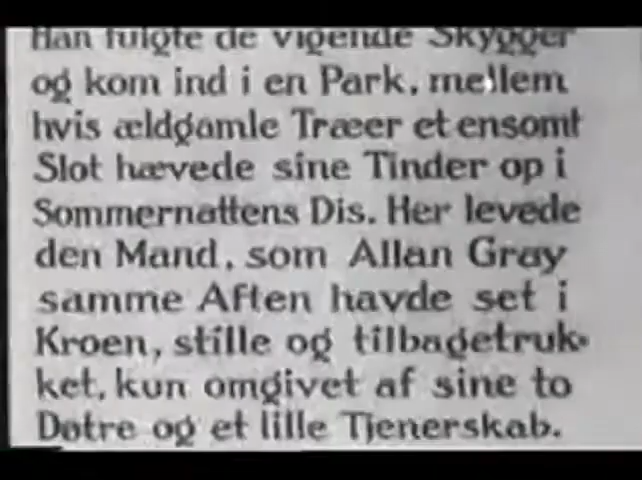 Han fulgte de vigende Skygger
og kom ind i en Park, mellem
hvis ældgamle Træer et ensomt
Slot hævede sine Tinder op i
Sommernattens Dis. Her levede
den Mand, som Allan Gray
samme Aften havde set i
Kroen, stille og tilbagetruk-
ket, kun omgivet af sine to
Døtre og et lille Tjenerskab.